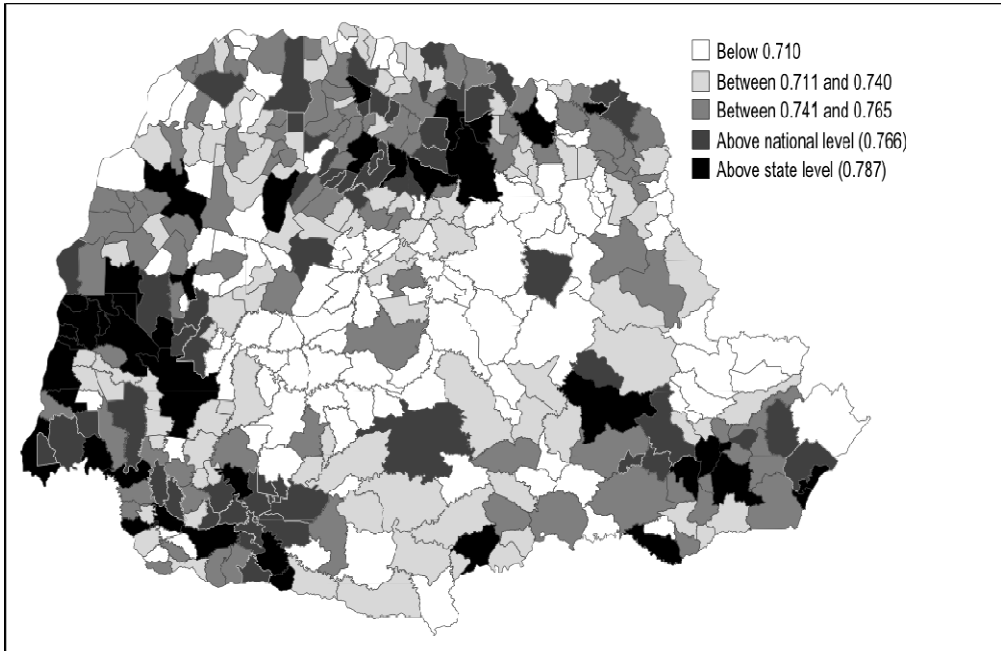 Below 0.710
Between 0.711 and 0.740
Between 0.741 and 0.765
Above national level (0.766)
Above state level (0.787)